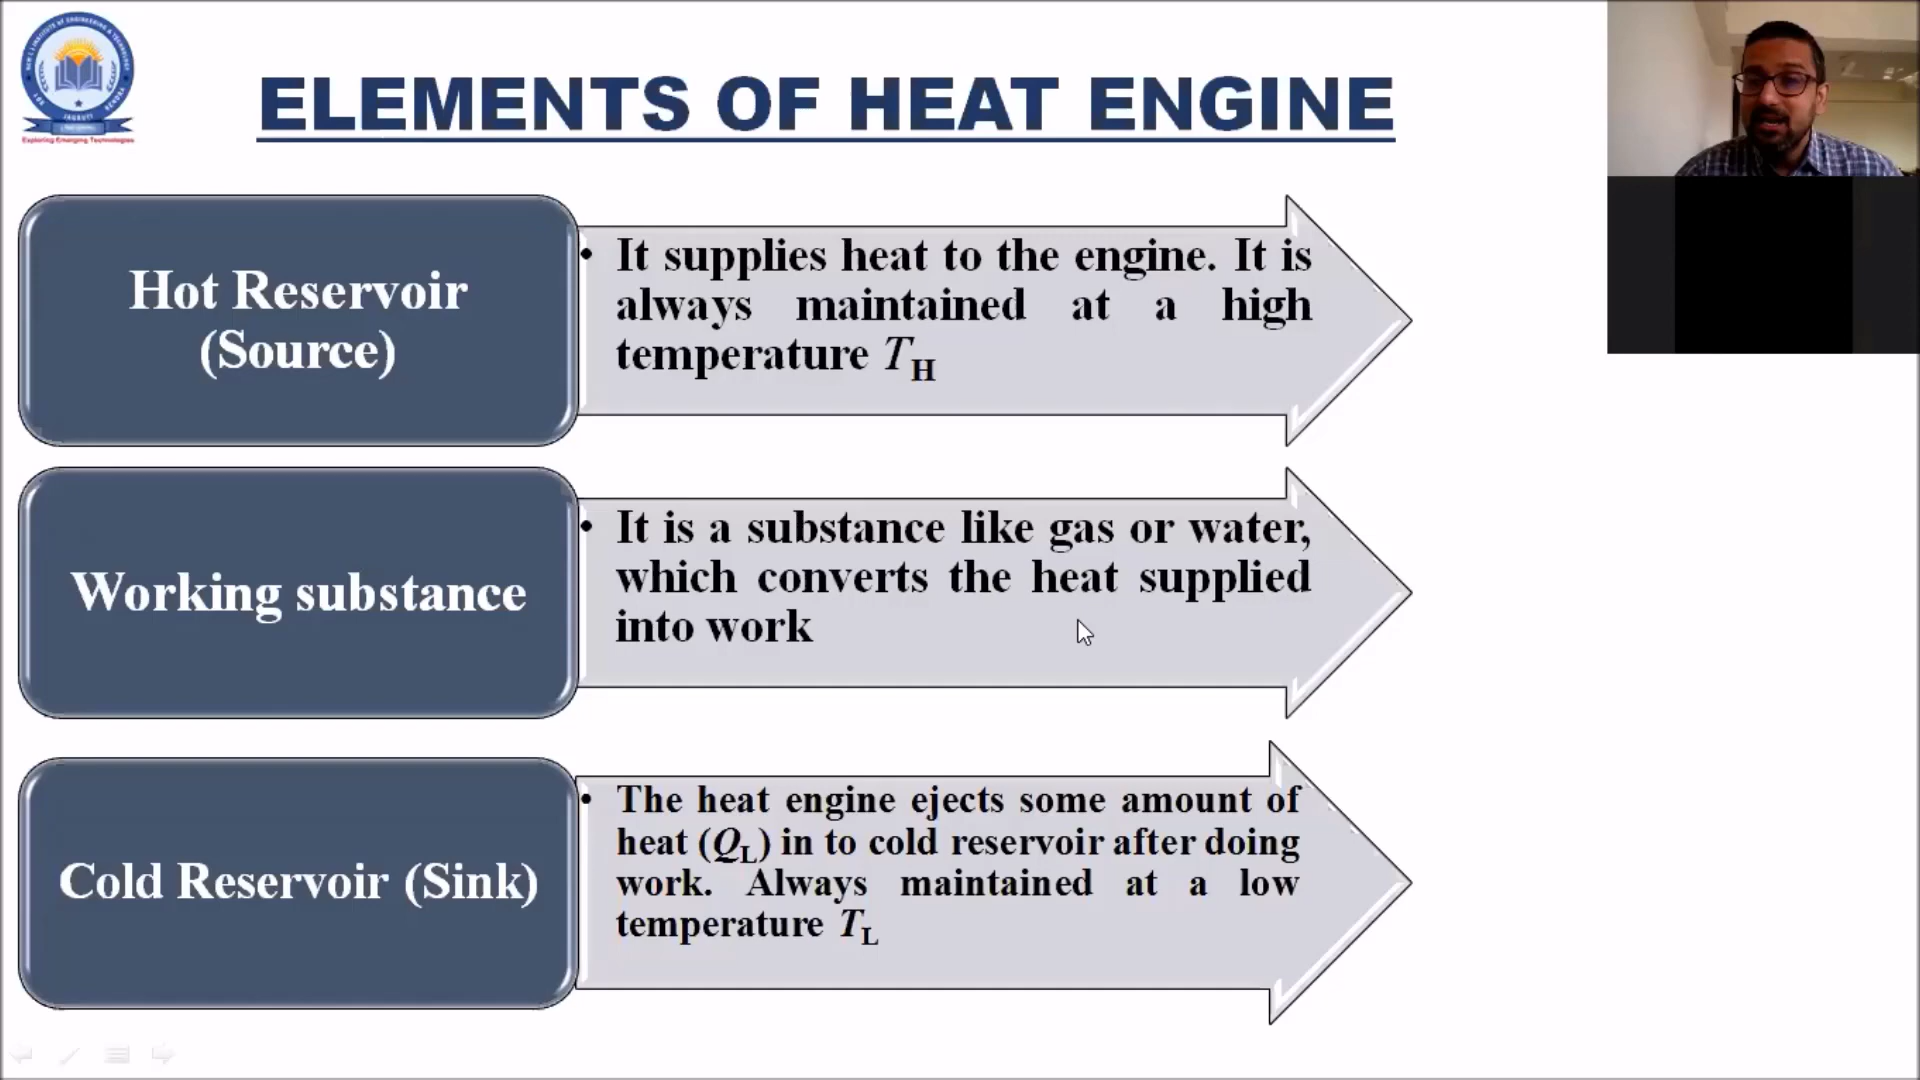 ELEMENTS OF HEAT ENGINE
Hot Reservoir
(Source)
• It supplies heat to the engine. It is
always maintained at a high
temperature TH
Working substance
• It is a substance like gas or water,
which converts the heat supplied
into work
Cold Reservoir (Sink)
• The heat engine ejects some amount of
heat (QL) in to cold reservoir after doing
work. Always maintained at a low
temperature TL
Exploring Emerging Technologies